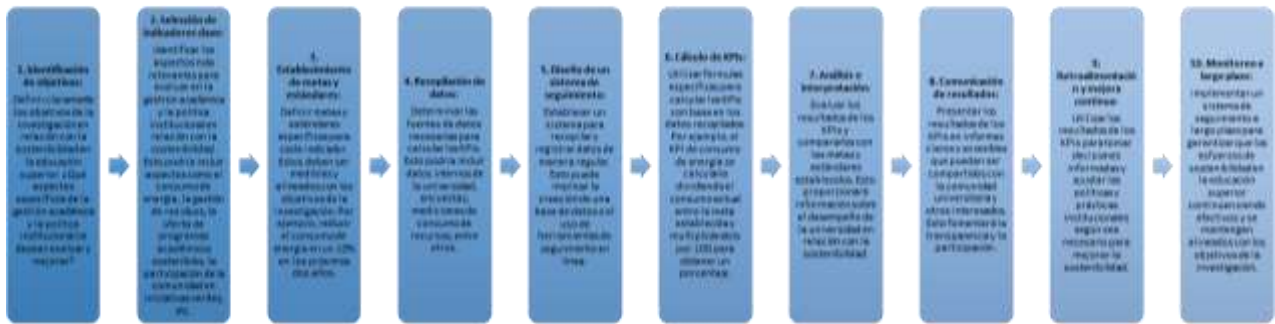 1. Identificación
de objetivos:
Definir claramente
los objetivos de la
investigación en
relación con la
sostenibilidad en
la educación
superior. ¿Qué
aspectos
específicos de la
gestión académica
y la política
institucional se
desean evaluar y
mejorar?
2. Selección de
indicadores clave:
Identificar los
aspectos más
relevantes para
evaluar en la
gestión académica
y la política
institucional en
relación con la
sostenibilidad.
Esto podría incluir
aspectos como el
consumo de
energía, la gestión
de residuos, la
oferta de
programas
académicos
sostenibles, la
participación de la
comunidad en
iniciativas verdes,
etc.
3.
Establecimiento
de metas y
estándares:
Definir metas y
estándares
específicos para
cada indicador.
Estos deben ser
medibles y
alineados con los
objetivos de la
investigación. Por
ejemplo, reducir
el consumo de
energía en un 10%
en los próximos
dos años.
4. Recopilación de
datos:
Determinar las
fuentes de datos
necesarias para
calcular los KPIs.
Esto podría incluir
datos internos de
la universidad,
encuestas,
mediciones de
consumo de
recursos, entre
otros.
5. Diseño de un
sistema de
seguimiento:
Establecer un
sistema para
recopilar y
registrar datos de
manera regular.
Esto puede
implicar la
creación de una
base de datos o el
uso de
herramientas de
seguimiento en
línea.
6. Cálculo de KPIs:
Utilizar fórmulas
específicas para
calcular los KPIs
con base en los
datos recopilados.
Por ejemplo, el
KPI de consumo
de energía se
calcularía
dividiendo el
consumo actual
entre la meta
establecida y
multiplicándolo
por 100 para
obtener un
porcentaje.
7. Análisis e
interpretación:
Evaluar los
resultados de los
KPIs y
compararlos con
las metas y
estándares
establecidos. Esto
proporcionará
información sobre
el desempeño de
la universidad en
relación con la
sostenibilidad.
8. Comunicación
de resultados:
Presentar los
resultados de los
KPIs en informes
claros y accesibles
que puedan ser
compartidos con
la comunidad
universitaria y
otros interesados.
Esto fomentará la
transparencia y la
participación.
9.
Retroalimentació
n y mejora
continua:
Utilizar los
resultados de los
KPIs para tomar
decisiones
informadas y
ajustar las
políticas y
prácticas
institucionales
según sea
necesario para
mejorar la
sostenibilidad.
10. Monitoreo a
largo plazo:
Implementar un
sistema de
seguimiento a
largo plazo para
garantizar que los
esfuerzos de
sostenibilidad en
la educación
superior
continúen siendo
efectivos y se
mantengan
alineados con los
objetivos de la
investigación.